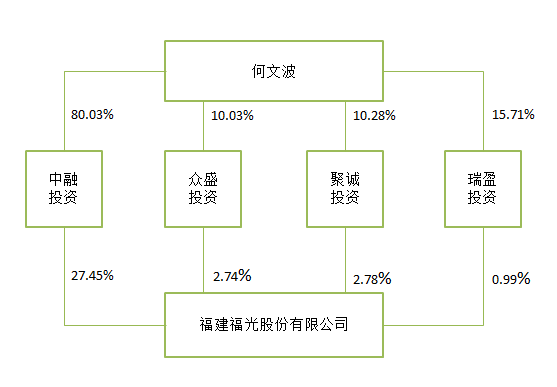 何文波
80.03%
10.03%
10.28%
15.71%
中融
投资
众盛
投资
聚诚
投资
瑞盈
投资
27.45%
2.74%
2.78%
0.99%
福建福光股份有限公司